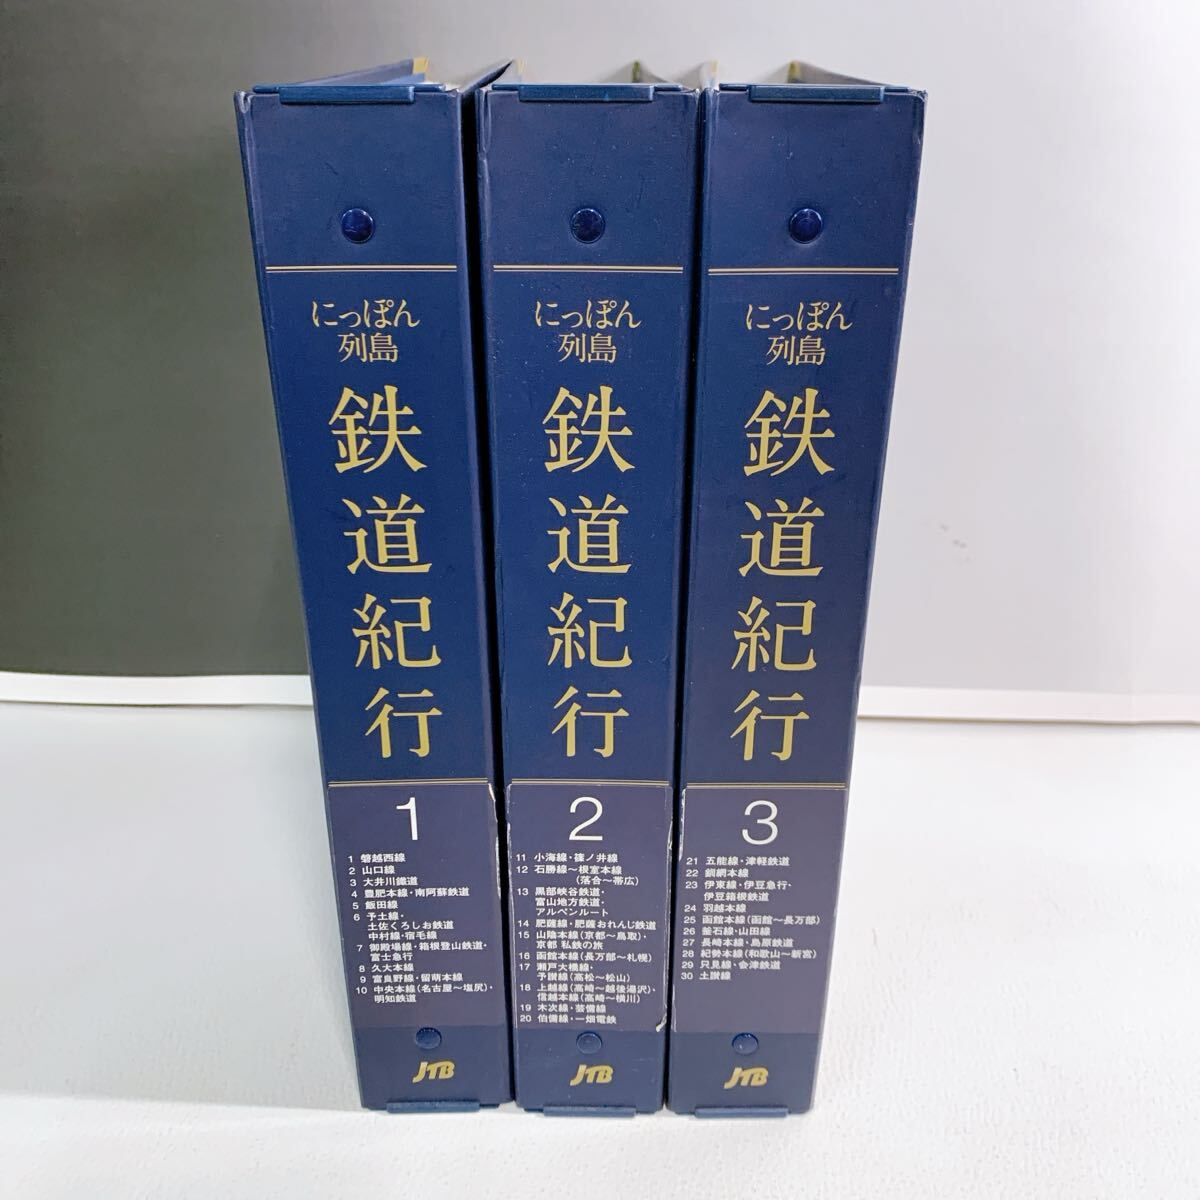 にっぽん
列島
鉄道紀行
1
1 磐越西線
2 山口線
3 大井川鐵道
4 豊肥本線・南阿蘇鉄道
5 飯田線
6 予土線・
土佐くろしお鉄道
中村線・宿毛線
7 御殿場線・箱根登山鉄道・
富士急行
8 久大本線
9 富良野線・留萌本線
10 中央本線(名古屋〜塩尻)・
明知鉄道
JTB
にっぽん
列島
鉄道紀行
2
11 小海線・篠ノ井線
12 石勝線〜根室本線
(落合〜帯広)
13 黒部峡谷鉄道・
富山地方鉄道・
アルペンルート
14 肥薩線・肥薩おれんじ鉄道
15 山陰本線(京都〜鳥取)・
京都 私鉄の旅
16 函館本線(長万部〜札幌)
17 瀬戸大橋線・
予讃線(高松〜松山)
18 上越線(高崎〜越後湯沢)・
信越本線(高崎〜横川)
19 木次線・芸備線
20 伯備線・一畑電鉄
JTB
にっぽん
列島
鉄道紀行
3
21 五能線・津軽鉄道
22 釧網本線
23 伊東線・伊豆急行・
伊豆箱根鉄道
24 羽越本線
25 函館本線(函館〜長万部)
26 釜石線・山田線
27 長崎本線・島原鉄道
28 紀勢本線(和歌山〜新宮)
29 只見線・会津鉄道
30 土讃線
JTB